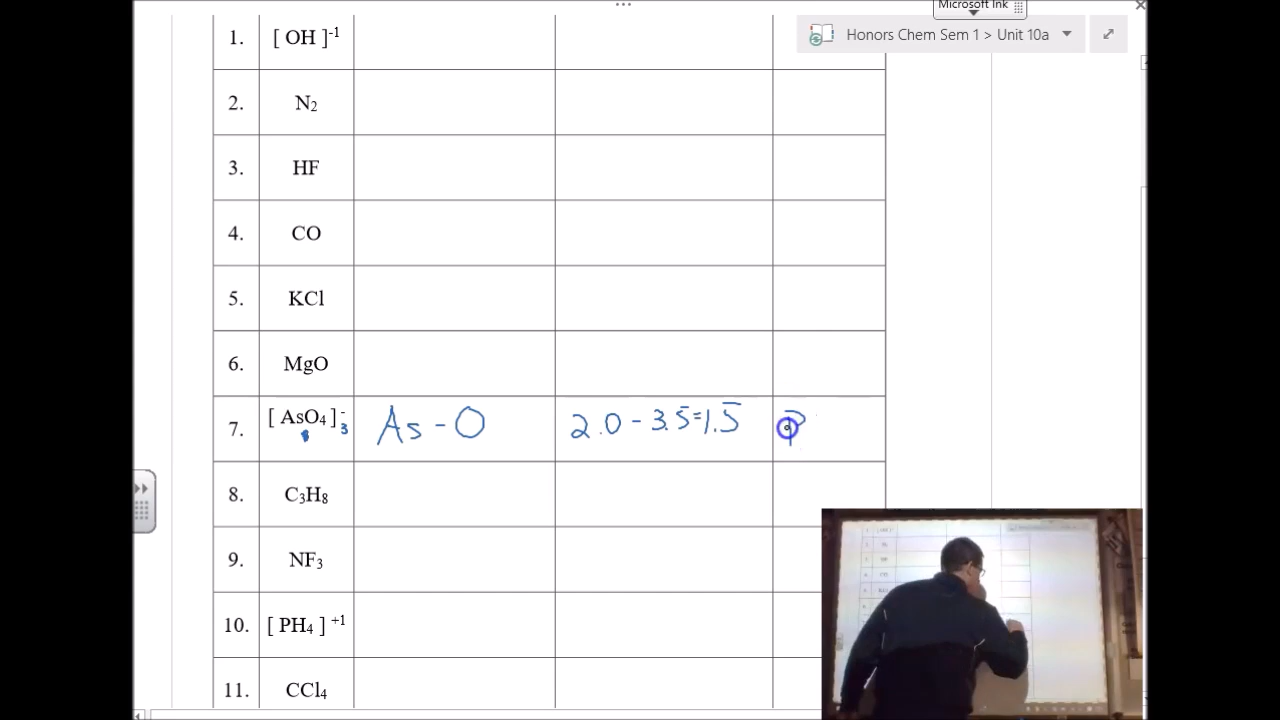 Microsoft Ink
Honors Chem Sem 1 > Unit 10a
1. [ OH ]-1
2. N2
3. HF
4. CO
5. KCl
6. MgO
7. [ AsO4 ]-3 As - O 2.0 - 3.5 = 1.5 P
8. C3H8
9. NF3
10. [ PH4 ] +1
11. CCl4